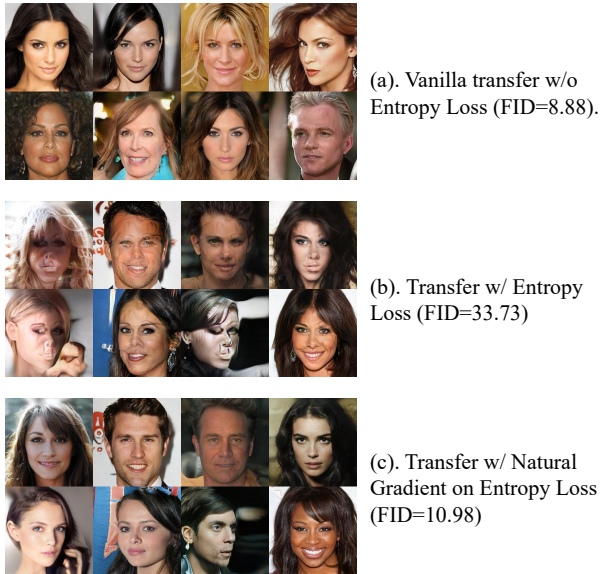 (a). Vanilla transfer w/o
Entropy Loss (FID=8.88).
(b). Transfer w/ Entropy
Loss (FID=33.73)
(c). Transfer w/ Natural
Gradient on Entropy Loss
(FID=10.98)